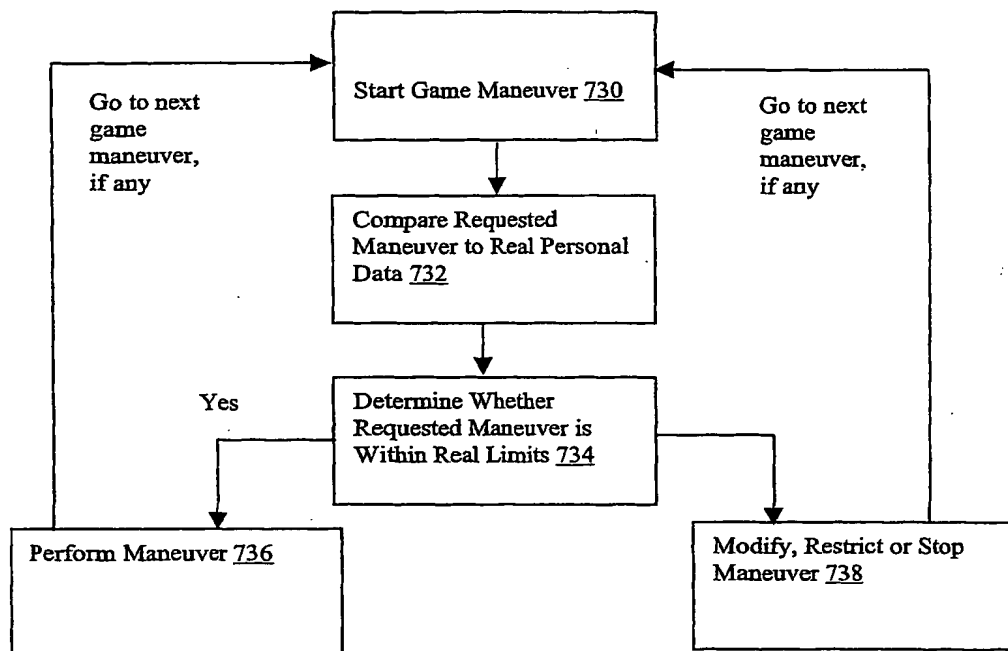 Start Game Maneuver 730
Go to next
game
maneuver,
if any
Go to next
game
maneuver,
if any
Compare Requested
Maneuver to Real Personal
Data 732
Yes
Determine Whether
Requested Maneuver is
Within Real Limits 734
Perform Maneuver 736
Modify, Restrict or Stop
Maneuver 738